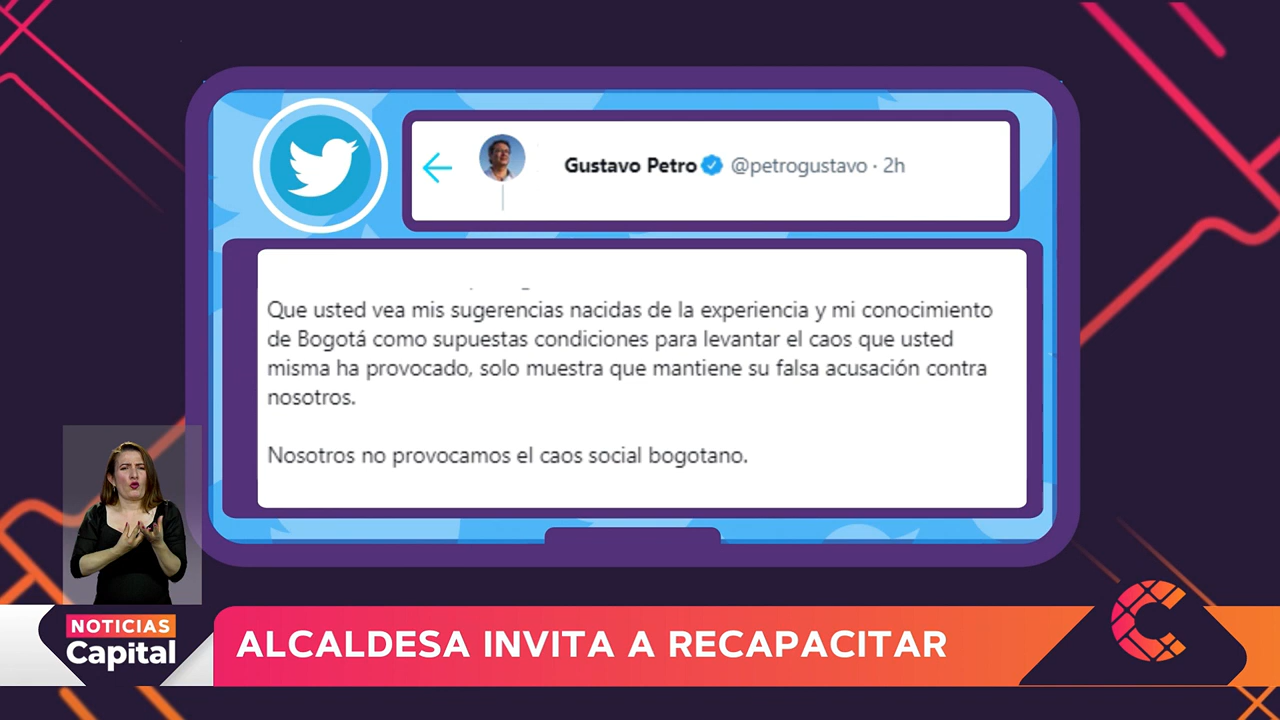 Gustavo Petro @petrogustavo · 2h
Que usted vea mis sugerencias nacidas de la experiencia y mi conocimiento
de Bogotá como supuestas condiciones para levantar el caos que usted
misma ha provocado, solo muestra que mantiene su falsa acusación contra
nosotros.
Nosotros no provocamos el caos social bogotano.
NOTICIAS
Capital
ALCALDESA INVITA A RECAPACITAR